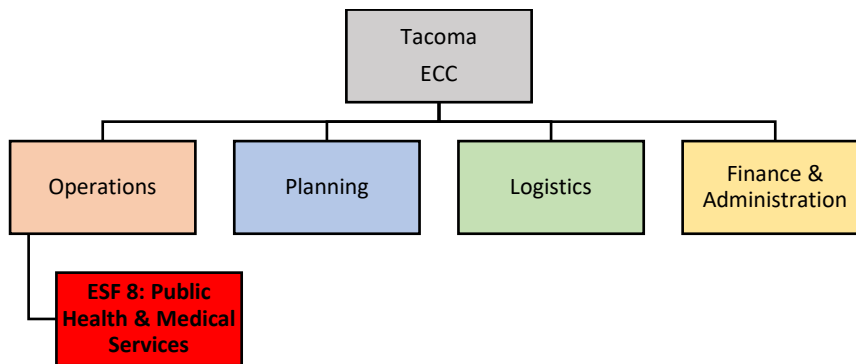 Tacoma
ECC
Operations
Planning
Logistics
Finance &
Administration
ESF 8: Public
Health & Medical
Services